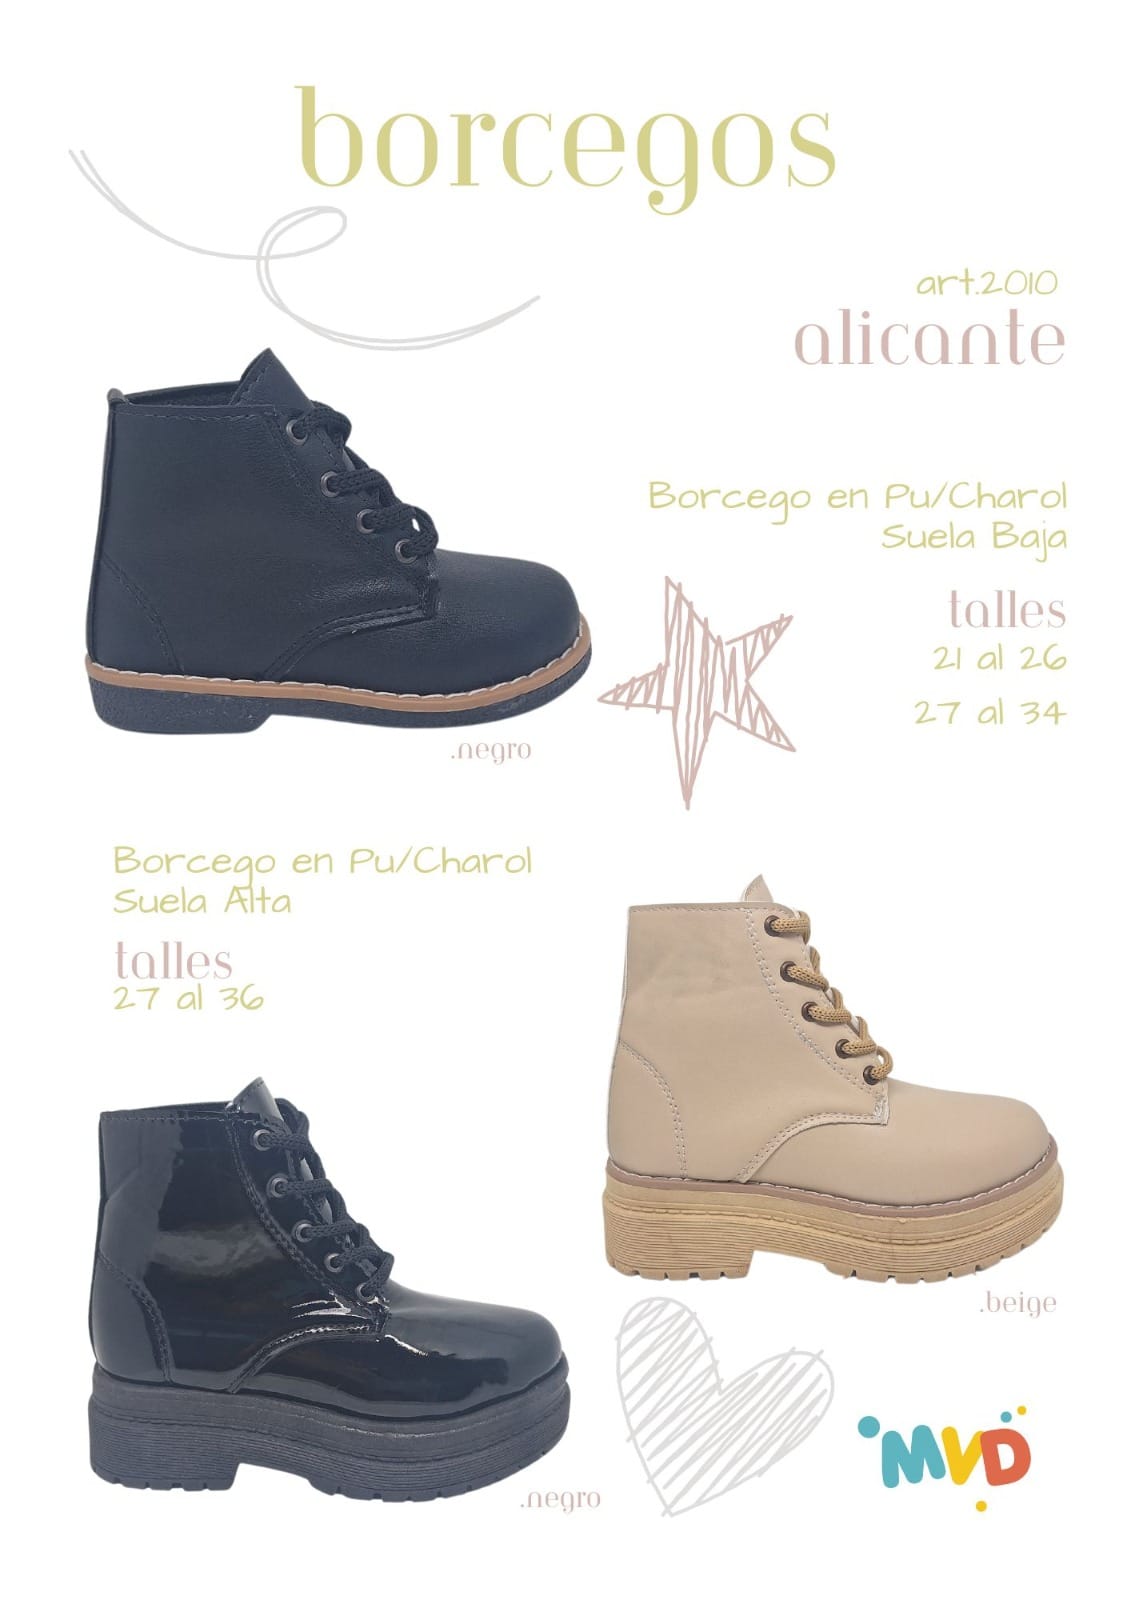 borcegos
art.2010
alicante
Borcego en Pu/Charol
Suela Baja
talles
21 al 26
27 al 34
.negro
Borcego en Pu/Charol
Suela Alta
talles
27 al 36
.beige
.negro
MVD